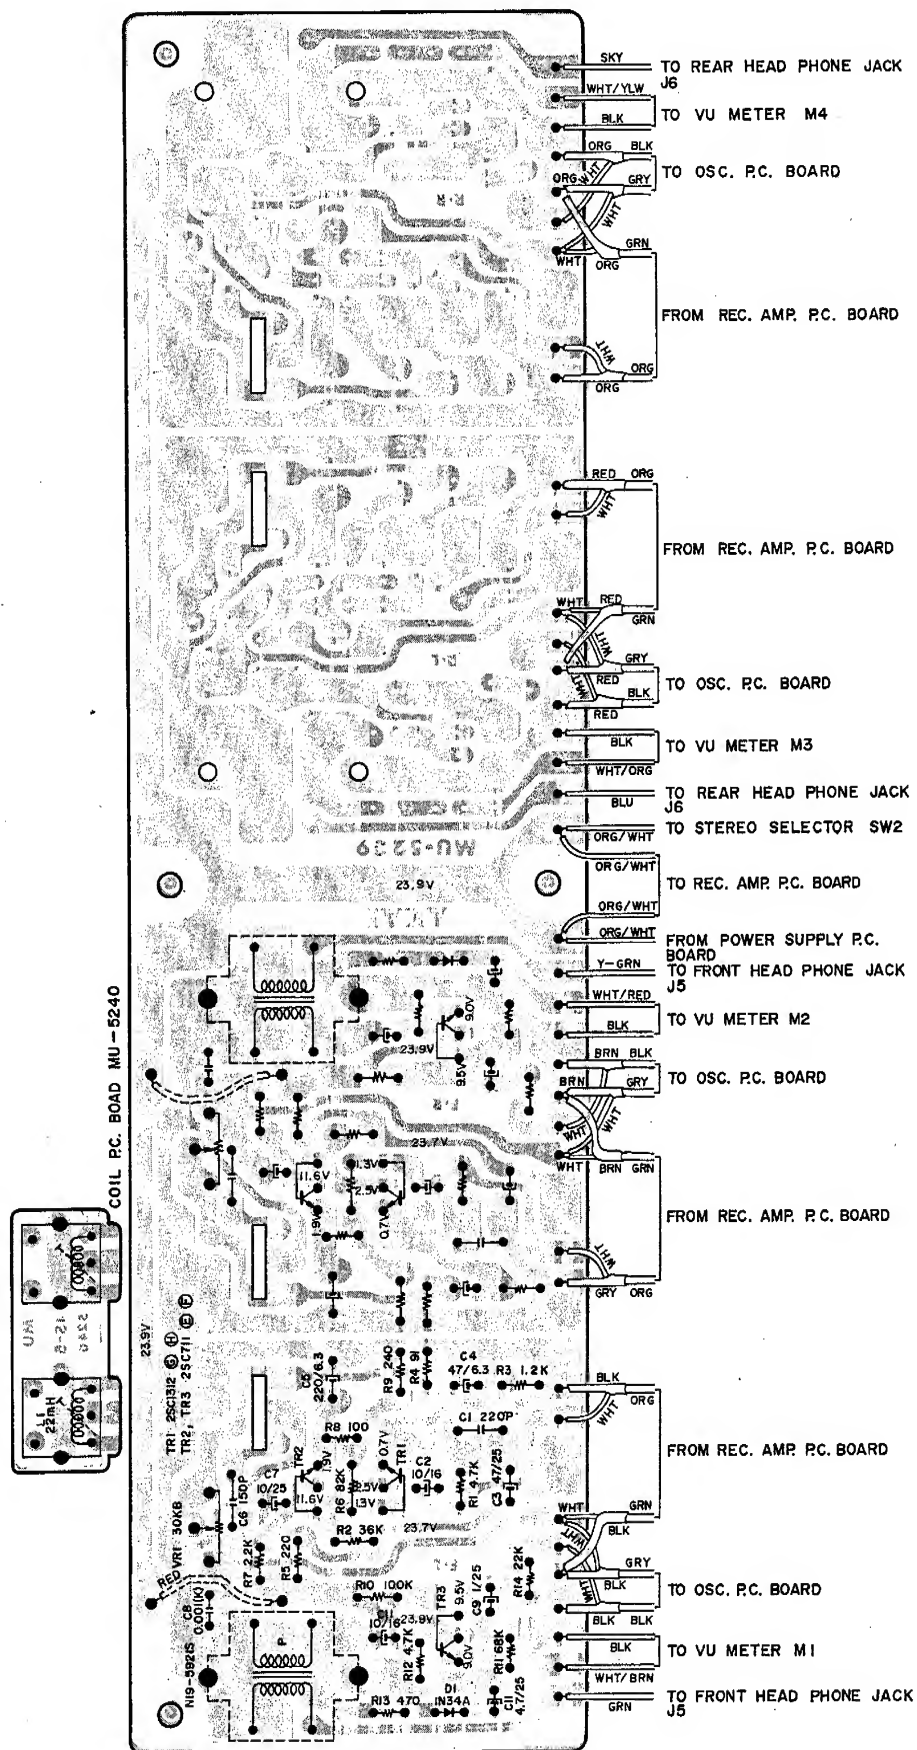 SKY
TO REAR HEAD PHONE JACK
J6
WHT/YLW
BLK
TO VU METER M4
ORG BLK
WHT
ORG GRY
TO OSC. P.C. BOARD
WHT
GRN
WHT ORG
FROM REC. AMP. P.C. BOARD
WHT
ORG
ORG
R-R
RED ORG
WHT
FROM REC. AMP. P.C. BOARD
WHT RED
GRN
WHT
GRY
RED
WHT
BLK
RED
TO OSC. P.C. BOARD
R-L
BLK
TO VU METER M3
WHT/ORG
TO REAR HEAD PHONE JACK
J6
BLU
TO STEREO SELECTOR SW2
ORG/WHT
ORG/WHT
TO REC. AMP. P.C. BOARD
ORG/WHT
ORG/WHT
FROM POWER SUPPLY P.C.
BOARD
MU-5239
23.9V
Y-GRN
TO FRONT HEAD PHONE JACK
J5
WHT/RED
TO VU METER M2
BLK
BRN BLK
BRN GRY
TO OSC. P.C. BOARD
WHT
WHT
WHT BRN GRN
FROM REC. AMP. P.C. BOARD
WHT
GRY ORG
9.0V
23.9V
9.5V
F-R
23.7V
11.6V
1.3V
2.5V
1.9V
0.7V
COIL P.C. BOAD MU-5240
MU
15-6
5240
22mH
L1
23.9V
TR1 2SC1312 G H
TR2, TR3 2SC711 E F
C5
220/6.3
R9 240
R4 91
C4
47/6.3
R3 1.2K
BLK
ORG
WHT
FROM REC. AMP. P.C. BOARD
R8 100
C1 220P
TR2
1.9V
0.7V
TR1
C2
10/16
C7
10/25
11.6V
R6 82K
2.5V
1.3V
R1 4.7K
C3 47/25
C6 150P
VR1 30KB
R2 36K
23.7V
WHT GRN
BLK
WHT
GRY
BLK
WHT
BLK BLK
TO OSC. P.C. BOARD
R7 2.2K
R5 220
RED
R10 100K
TR3
9.5V
C9 1/25
R14 22K
C8
0.001(K)
C11
10/16
23.9V
R12 4.7K
9.0V
R11 68K
N19-5921S
P
R13 470
D1
IN34A
C11
4.7/25
BLK
TO VU METER M1
WHT/BRN
GRN
TO FRONT HEAD PHONE JACK
J5